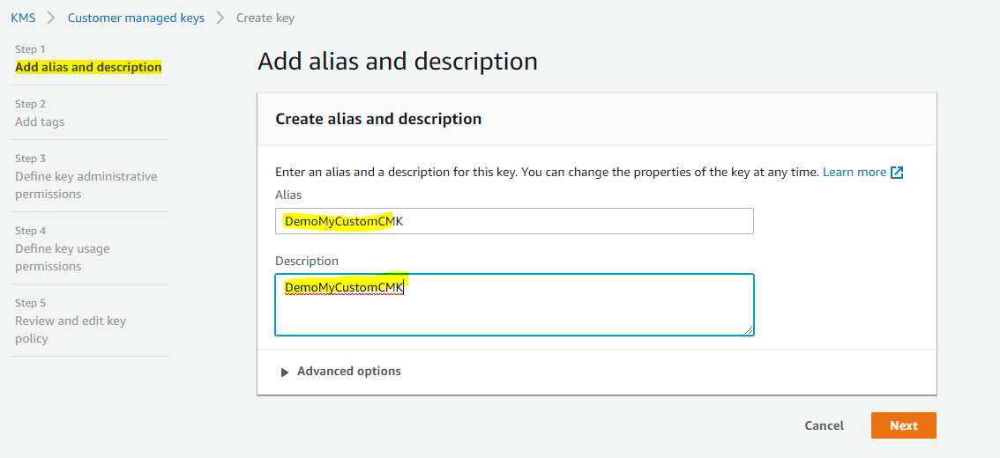 KMS > Customer managed keys > Create key
Step 1
Add alias and description
Step 2
Add tags
Step 3
Define key administrative
permissions
Step 4
Define key usage
permissions
Step 5
Review and edit key
policy
Add alias and description
Create alias and description
Enter an alias and a description for this key. You can change the properties of the key at any time. Learn more
Alias
DemoMyCustomCMK
Description
DemoMyCustomCMK
Advanced options
Cancel Next